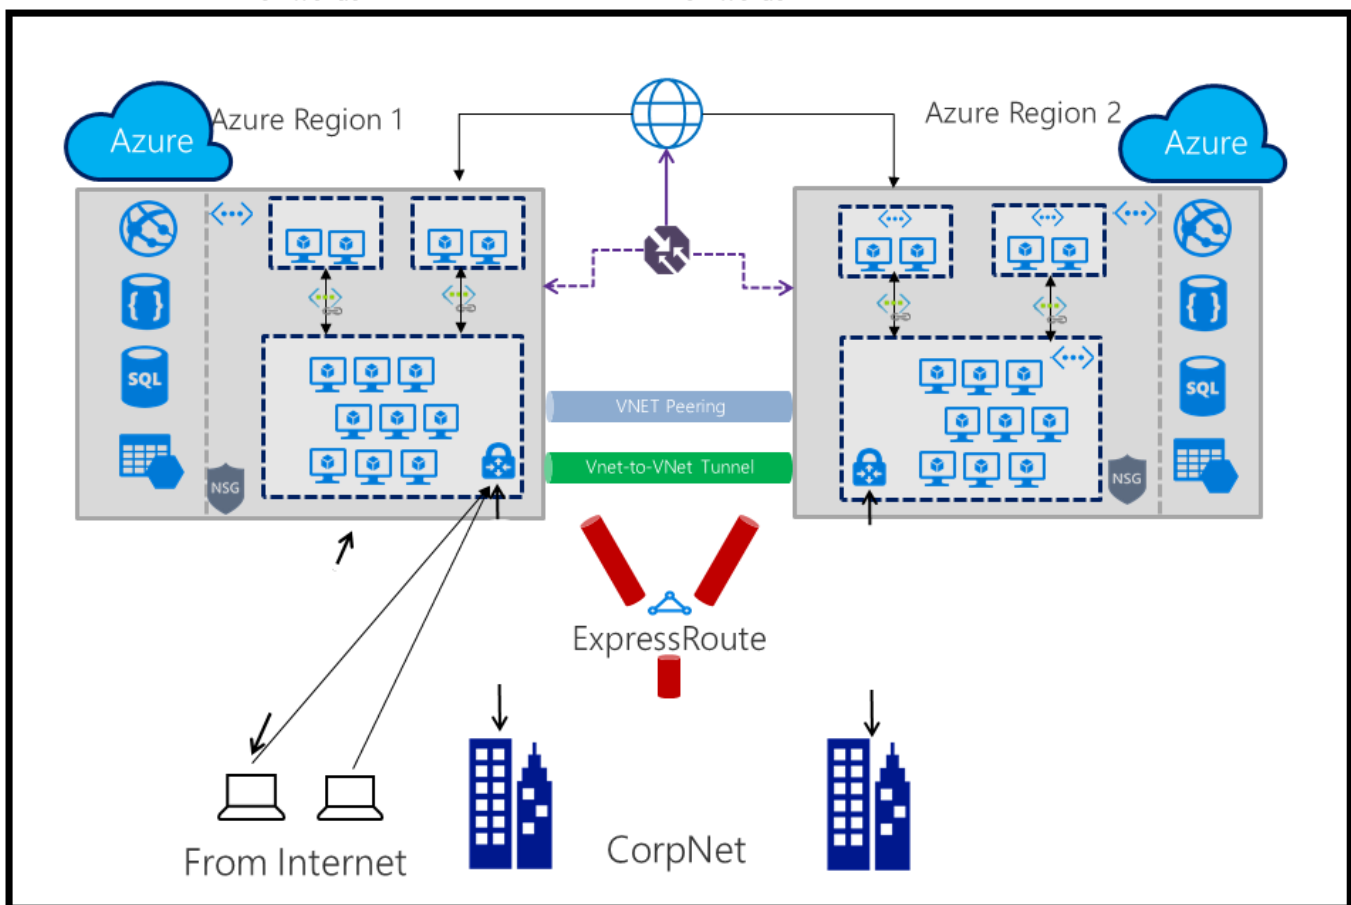 Azure
Azure Region 1
Azure Region 2
Azure
{ }
{ }
SQL
SQL
VNET Peering
Vnet-to-VNet Tunnel
NSG
NSG
ExpressRoute
From Internet
CorpNet